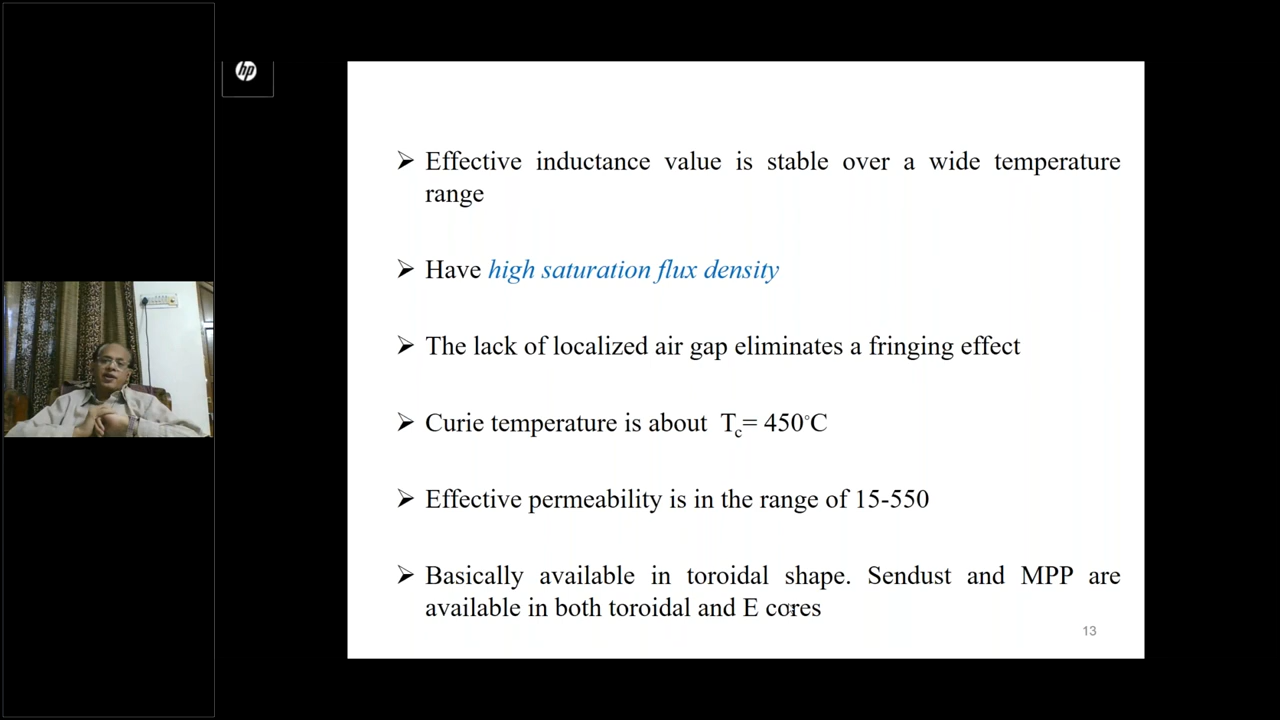 hp
➢ Effective inductance value is stable over a wide temperature
range
➢ Have high saturation flux density
➢ The lack of localized air gap eliminates a fringing effect
➢ Curie temperature is about Tc= 450°C
➢ Effective permeability is in the range of 15-550
➢ Basically available in toroidal shape. Sendust and MPP are
available in both toroidal and E cores
13